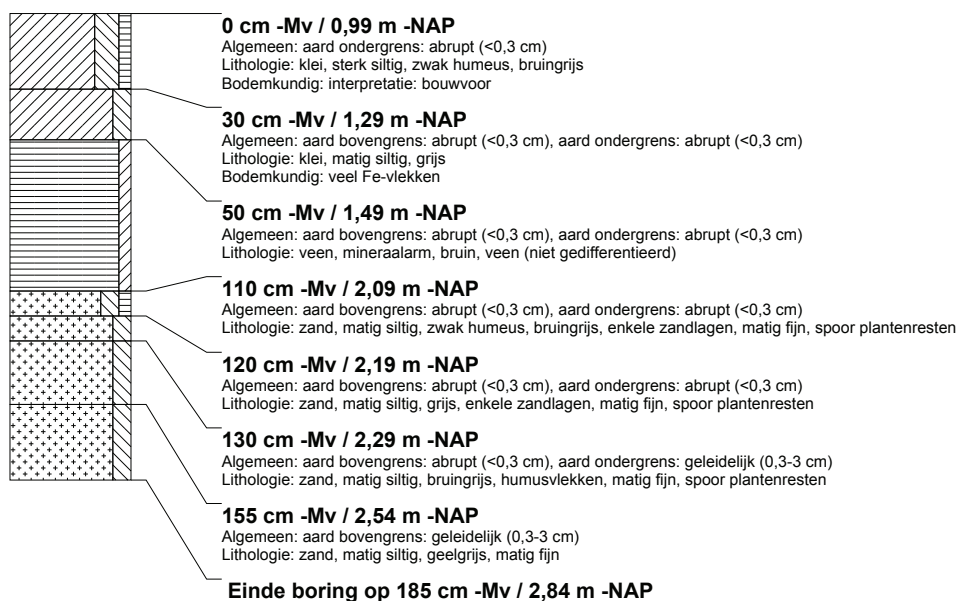 0 cm -Mv / 0,99 m -NAP
Algemeen: aard ondergrens: abrupt (<0,3 cm)
Lithologie: klei, sterk siltig, zwak humeus, bruingrijs
Bodemkundig: interpretatie: bouwvoor
30 cm -Mv / 1,29 m -NAP
Algemeen: aard bovengrens: abrupt (<0,3 cm), aard ondergrens: abrupt (<0,3 cm)
Lithologie: klei, matig siltig, grijs
Bodemkundig: veel Fe-vlekken
50 cm -Mv / 1,49 m -NAP
Algemeen: aard bovengrens: abrupt (<0,3 cm), aard ondergrens: abrupt (<0,3 cm)
Lithologie: veen, mineraalarm, bruin, veen (niet gedifferentieerd)
110 cm -Mv / 2,09 m -NAP
Algemeen: aard bovengrens: abrupt (<0,3 cm), aard ondergrens: abrupt (<0,3 cm)
Lithologie: zand, matig siltig, zwak humeus, bruingrijs, enkele zandlagen, matig fijn, spoor plantenresten
120 cm -Mv / 2,19 m -NAP
Algemeen: aard bovengrens: abrupt (<0,3 cm), aard ondergrens: abrupt (<0,3 cm)
Lithologie: zand, matig siltig, grijs, enkele zandlagen, matig fijn, spoor plantenresten
130 cm -Mv / 2,29 m -NAP
Algemeen: aard bovengrens: abrupt (<0,3 cm), aard ondergrens: geleidelijk (0,3-3 cm)
Lithologie: zand, matig siltig, bruingrijs, humusvlekken, matig fijn, spoor plantenresten
155 cm -Mv / 2,54 m -NAP
Algemeen: aard bovengrens: geleidelijk (0,3-3 cm)
Lithologie: zand, matig siltig, geelgrijs, matig fijn
Einde boring op 185 cm -Mv / 2,84 m -NAP